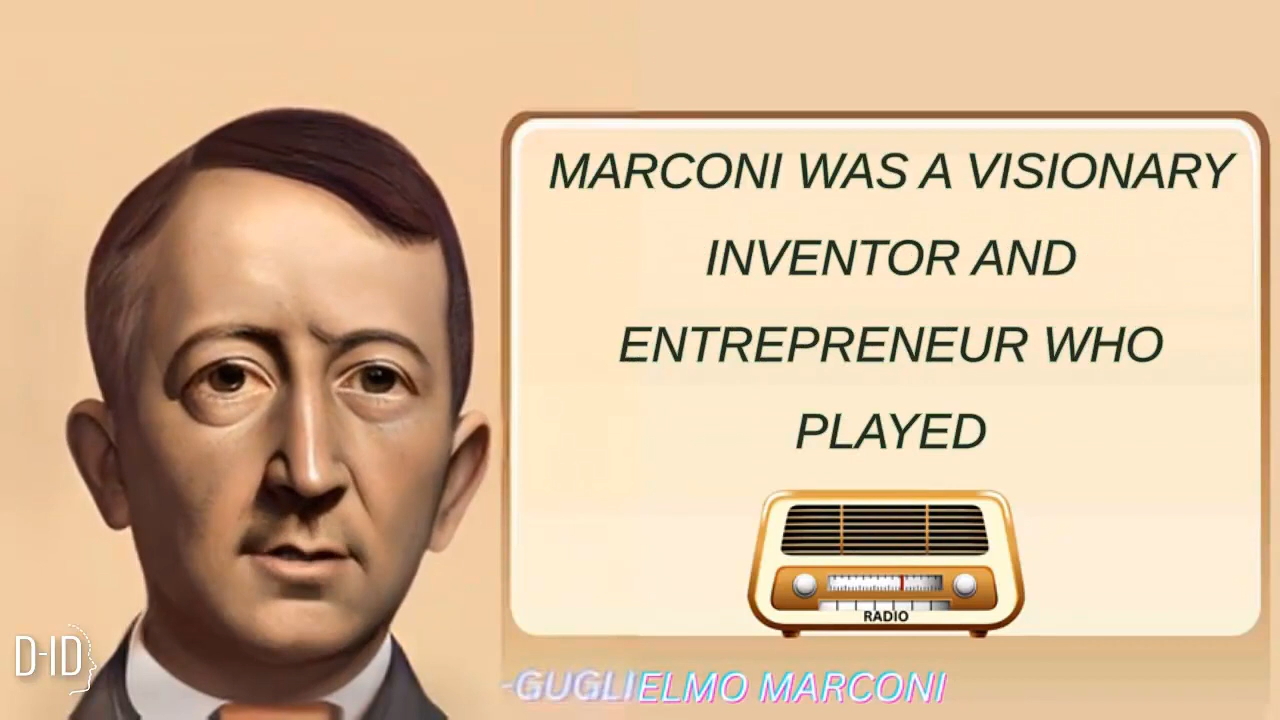 MARCONI WAS A VISIONARY
INVENTOR AND
ENTREPRENEUR WHO
PLAYED
RADIO
-GUGLIELMO MARCONI
D-ID